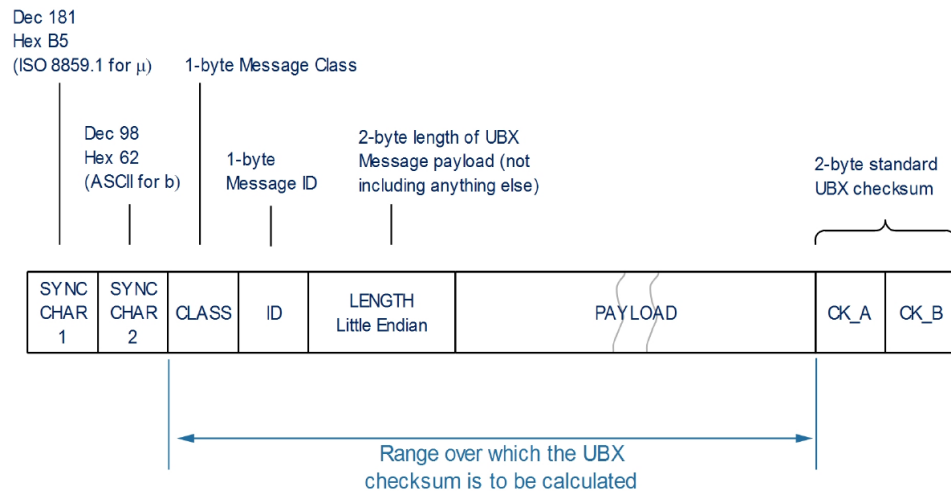 Dec 181
Hex B5
(ISO 8859.1 for μ)
1-byte Message Class
Dec 98
Hex 62
(ASCII for b)
1-byte
Message ID
2-byte length of UBX
Message payload (not
including anything else)
2-byte standard
UBX checksum
SYNC
CHAR
1
SYNC
CHAR
2
CLASS
ID
LENGTH
Little Endian
PAYLOAD
CK_A
CK_B
Range over which the UBX
checksum is to be calculated